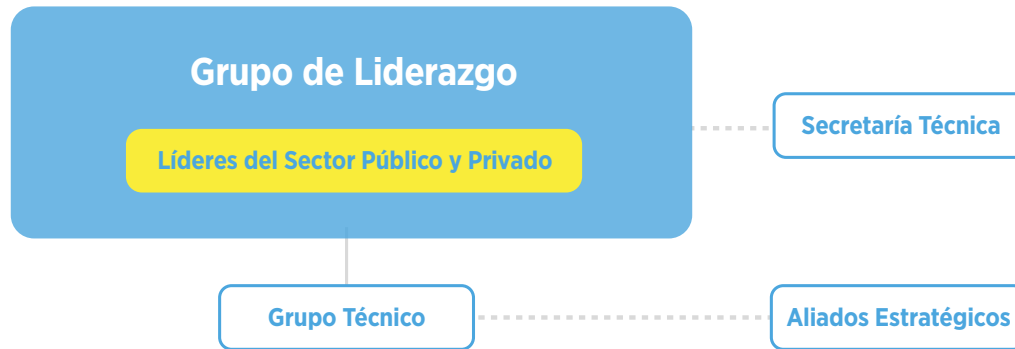 Grupo de Liderazgo
Líderes del Sector Público y Privado
Secretaría Técnica
Grupo Técnico
Aliados Estratégicos